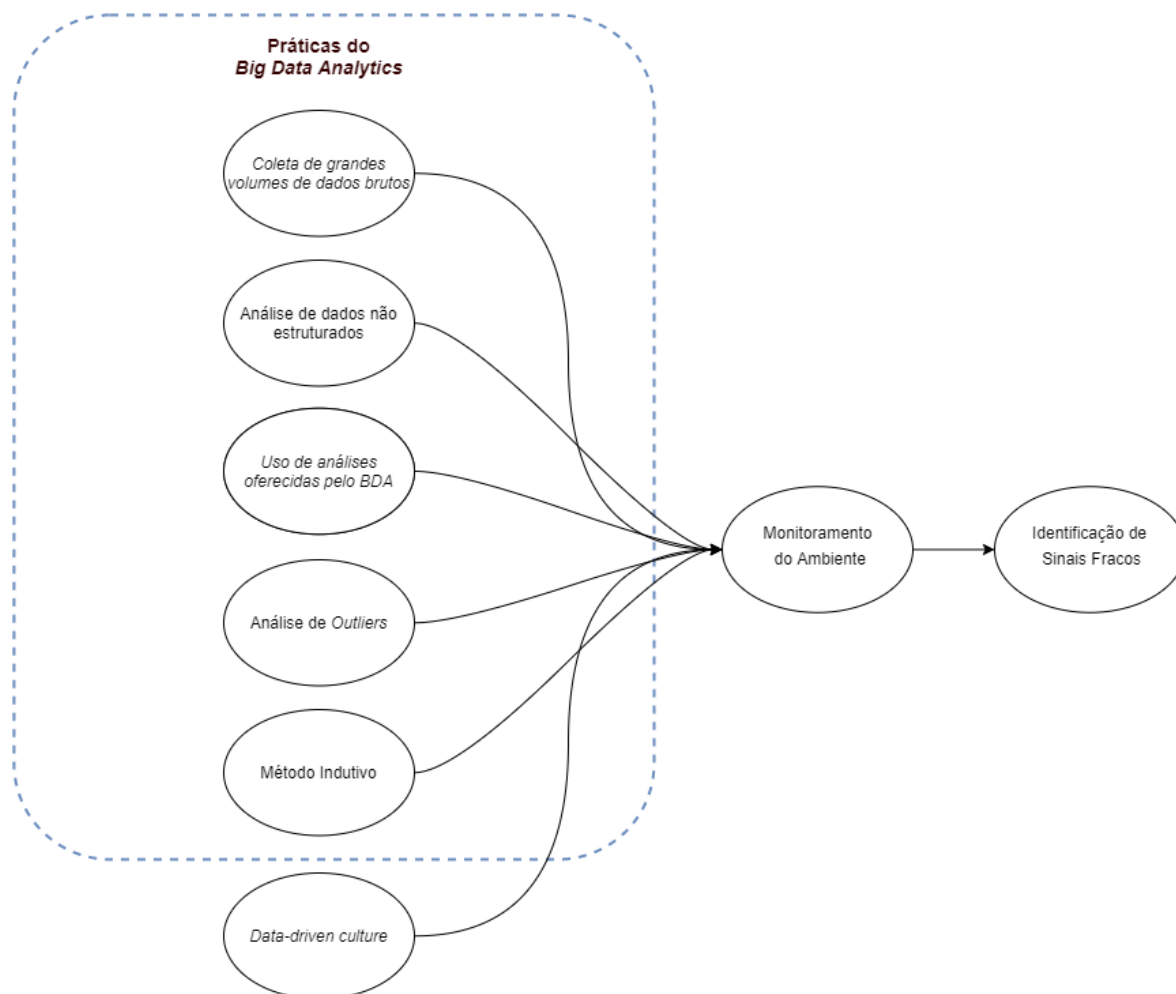 Práticas do
Big Data Analytics
Coleta de grandes
volumes de dados brutos
Análise de dados não
estruturados
Uso de análises
oferecidas pelo BDA
Análise de Outliers
Método Indutivo
Data-driven culture
Monitoramento
do Ambiente
Identificação de
Sinais Fracos